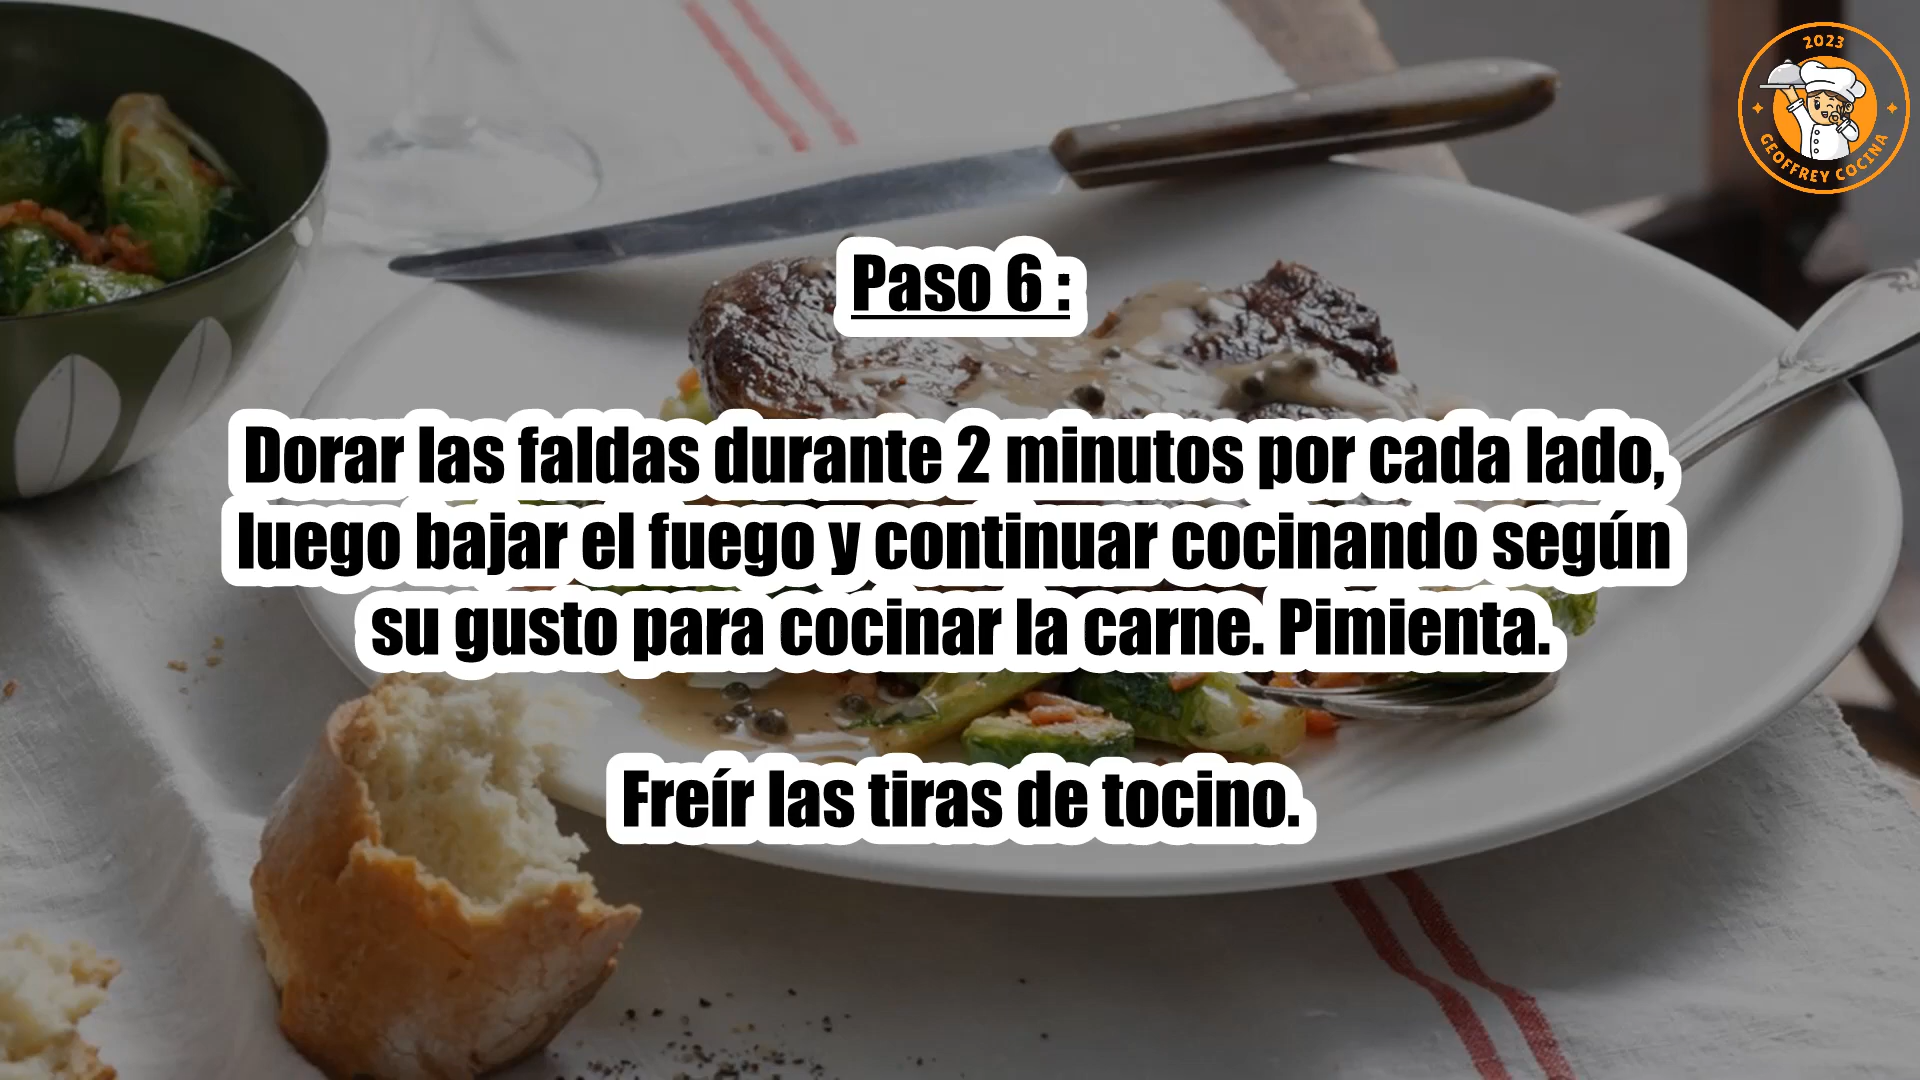 2023
GEOFFREY COCINA
Paso 6 :
Dorar las faldas durante 2 minutos por cada lado,
luego bajar el fuego y continuar cocinando según
su gusto para cocinar la carne. Pimienta.
Freír las tiras de tocino.